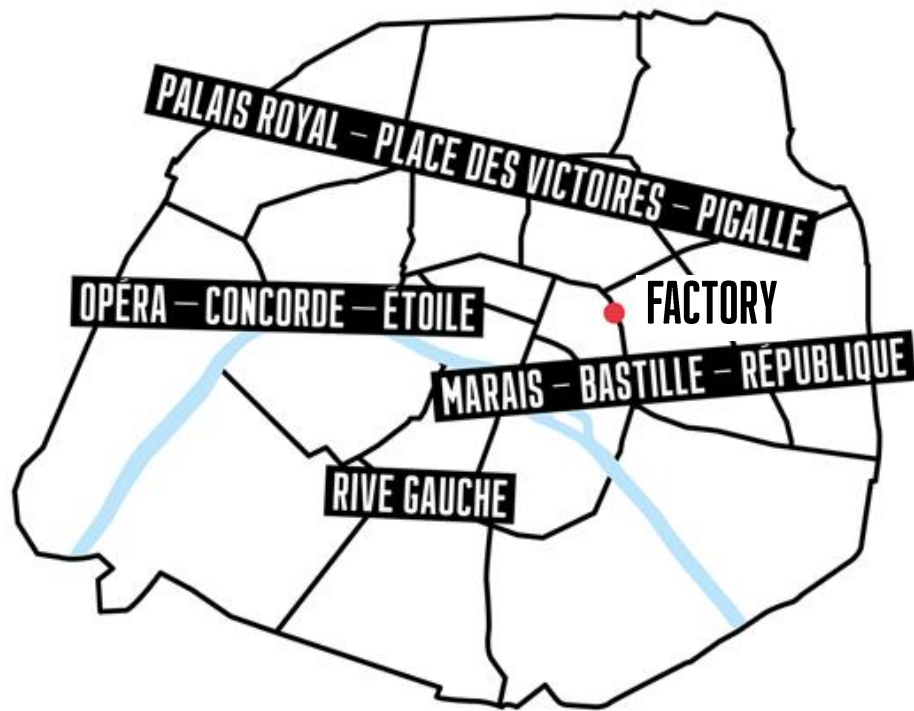 PALAIS ROYAL – PLACE DES VICTOIRES – PIGALLE
OPÉRA – CONCORDE – ÉTOILE
FACTORY
MARAIS – BASTILLE – RÉPUBLIQUE
RIVE GAUCHE